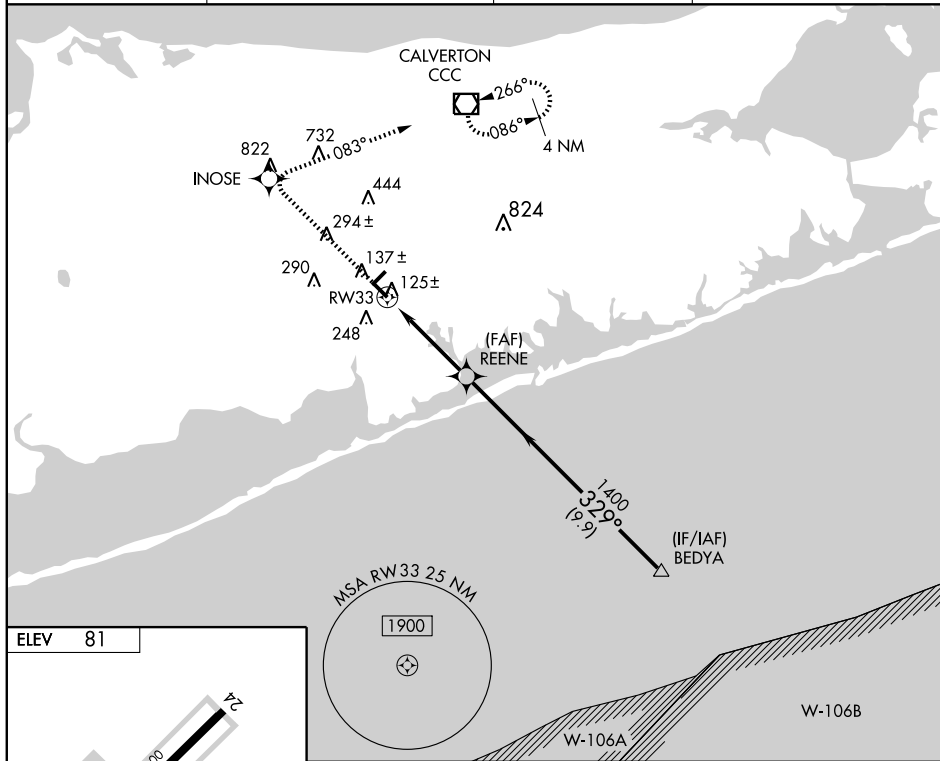 CALVERTON
CCC
266°
086°
4 NM
822
732
083°
INOSE
444
824
294±
290
137±
125±
RW33
248
(FAF)
REENE
1400
329°
(9.9)
(IF/IAF)
BEDYA
MSA RW33 25 NM
1900
ELEV 81
24
W-106A
W-106B